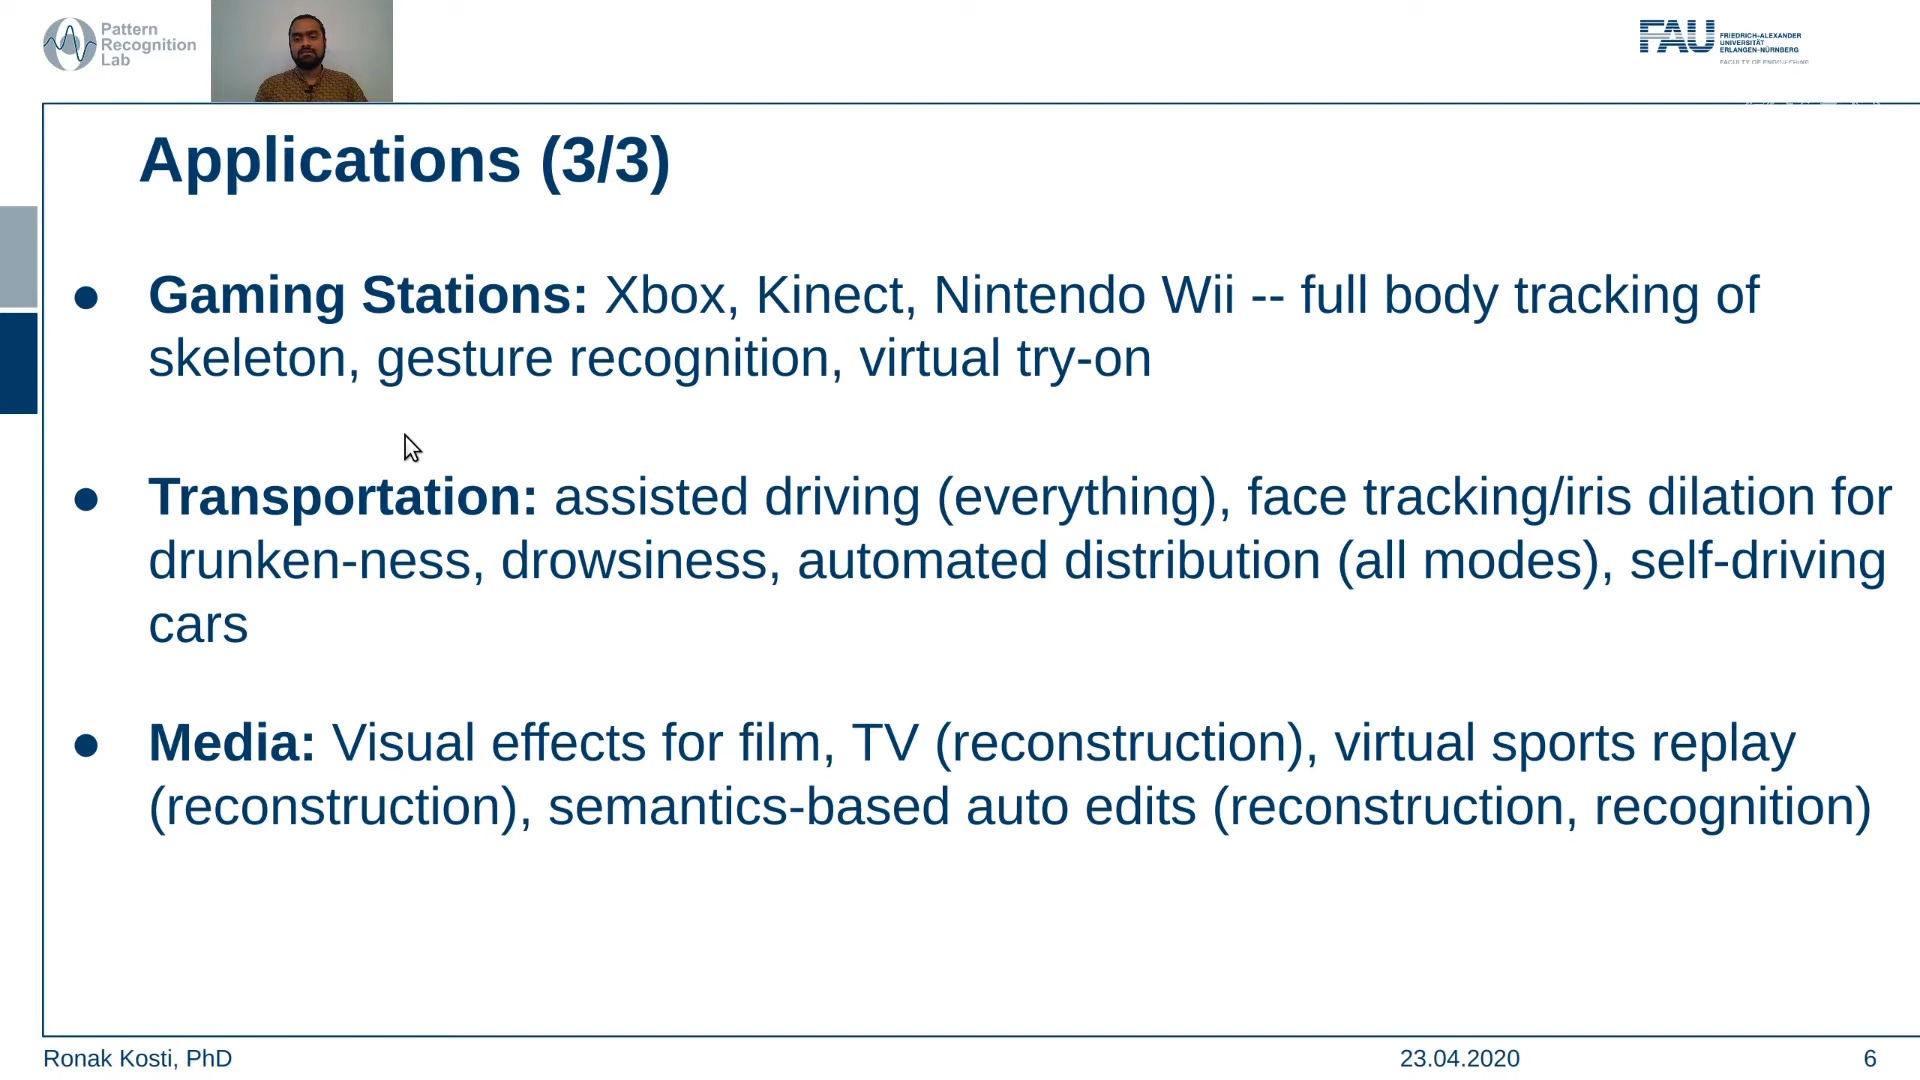 Pattern
Recognition
Lab
FAU
FRIEDRICH-ALEXANDER
UNIVERSITÄT
ERLANGEN-NÜRNBERG
FACULTY OF ENGINEERING
Applications (3/3)
● Gaming Stations: Xbox, Kinect, Nintendo Wii -- full body tracking of
skeleton, gesture recognition, virtual try-on
● Transportation: assisted driving (everything), face tracking/iris dilation for
drunken-ness, drowsiness, automated distribution (all modes), self-driving
cars
● Media: Visual effects for film, TV (reconstruction), virtual sports replay
(reconstruction), semantics-based auto edits (reconstruction, recognition)
Ronak Kosti, PhD
23.04.2020
6